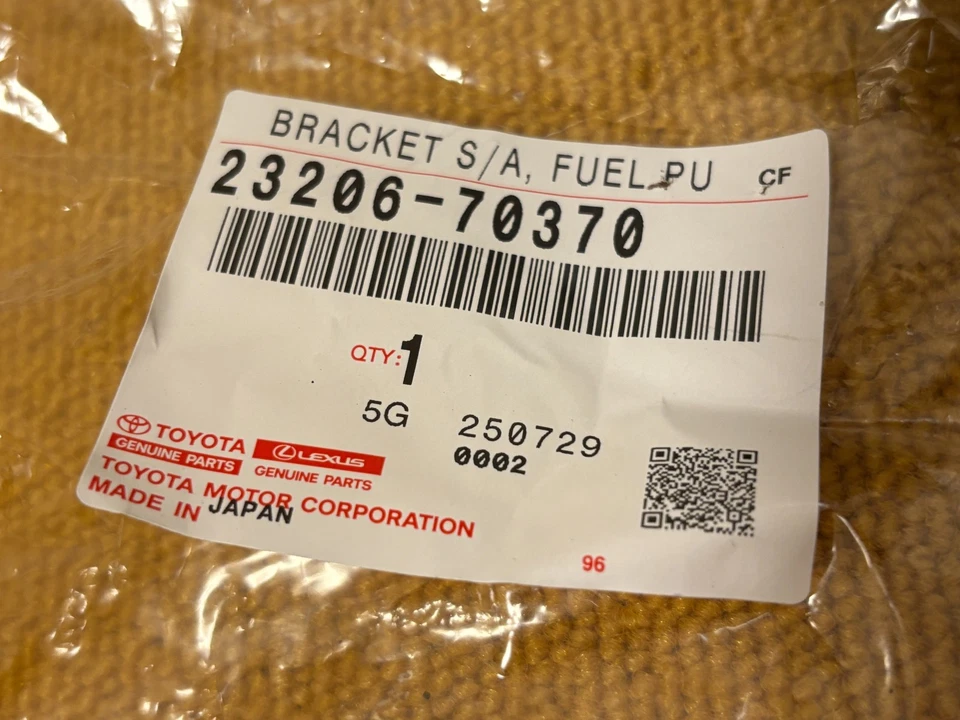 BRACKET S/A, FUEL PU CF
23206-70370
QTY: 1
5G 250729
0002
TOYOTA
GENUINE PARTS
LEXUS
GENUINE PARTS
TOYOTA MOTOR CORPORATION
MADE IN JAPAN
96